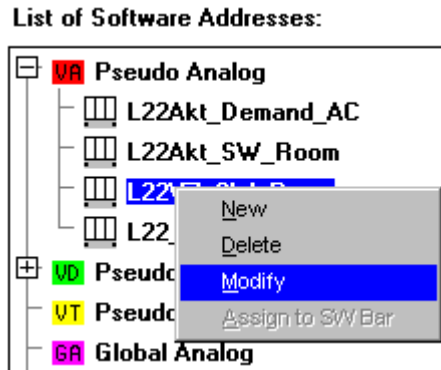 List of Software Addresses:
VA Pseudo Analog
L22Akt_Demand_AC
L22Akt_SW_Room
New
L22_
Delete
VD Pseudo
Modify
VT Pseudo
Assign to SW Bar
GA Global Analog